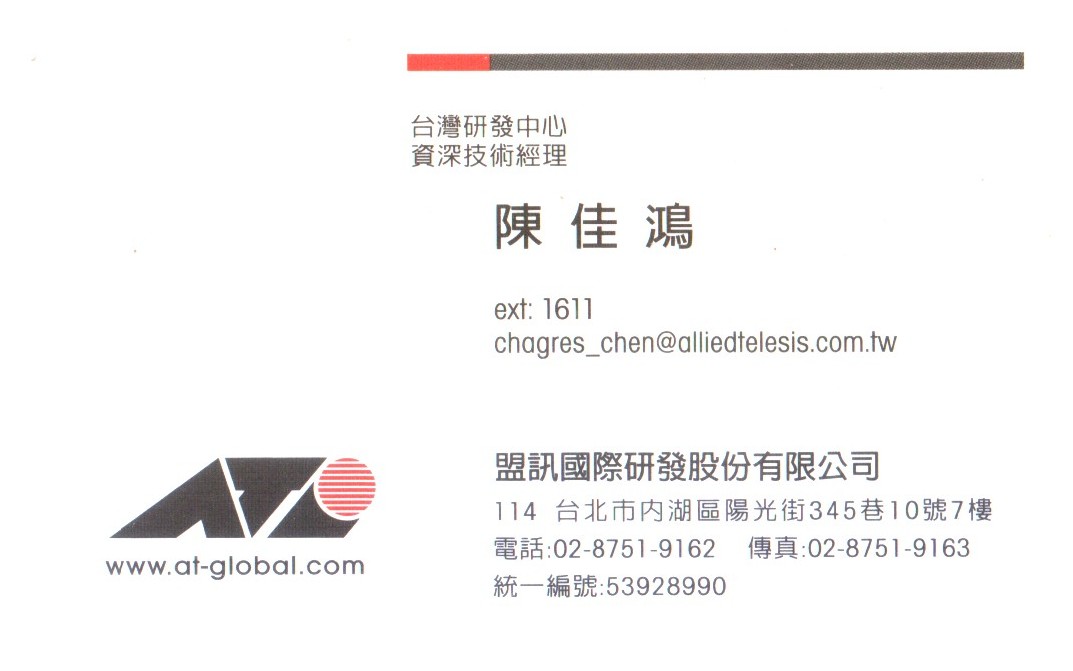 台灣研發中心
資深技術經理
陳佳鴻
ext: 1611
chagres_chen@alliedtelesis.com.tw
盟訊國際研發股份有限公司
114 台北市內湖區陽光街345巷10號7樓
電話:02-8751-9162 傳真:02-8751-9163
統一編號:53928990
www.at-global.com